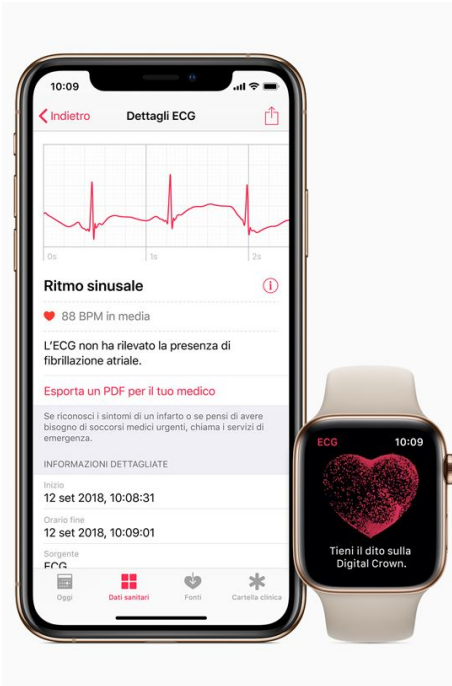 10:09
Indietro
Dettagli ECG
0s
1s
2s
Ritmo sinusale
88 BPM in media
L'ECG non ha rilevato la presenza di
fibrillazione atriale.
Esporta un PDF per il tuo medico
Se riconosci i sintomi di un infarto o se pensi di avere
bisogno di soccorsi medici urgenti, chiama i servizi di
emergenza.
INFORMAZIONI DETTAGLIATE
Inizio
12 set 2018, 10:08:31
Orario fine
12 set 2018, 10:09:01
Sorgente
ECG
Oggi
Dati sanitari
Fonti
Cartella clinica
ECG
10:09
Tieni il dito sulla
Digital Crown.